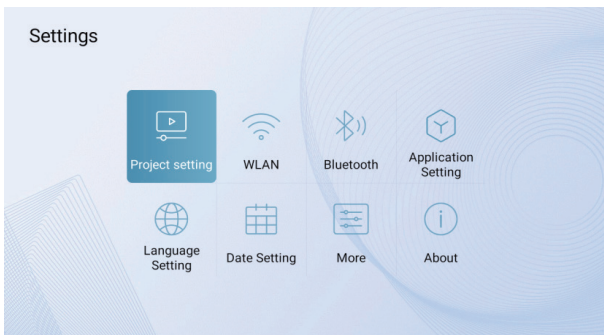 Settings
Project setting
WLAN
Bluetooth
Application
Setting
Language
Setting
Date Setting
More
About